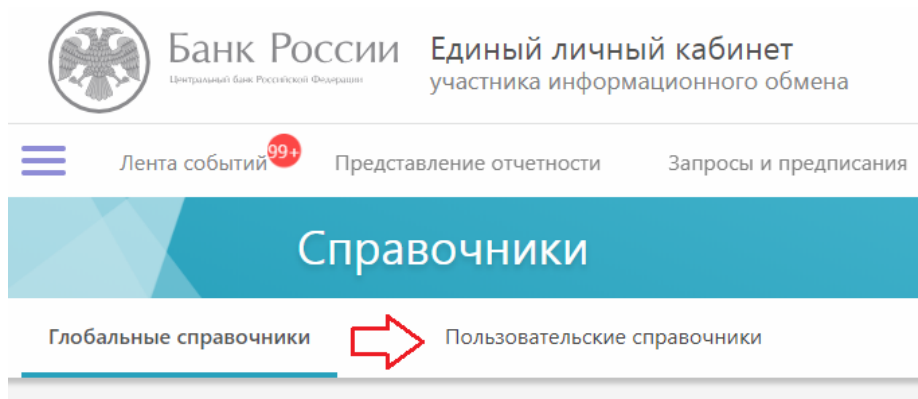 Банк России
Центральный банк Российской Федерации
Единый личный кабинет
участника информационного обмена
Лента событий 99+ Представление отчетности Запросы и предписания
Справочники
Глобальные справочники Пользовательские справочники